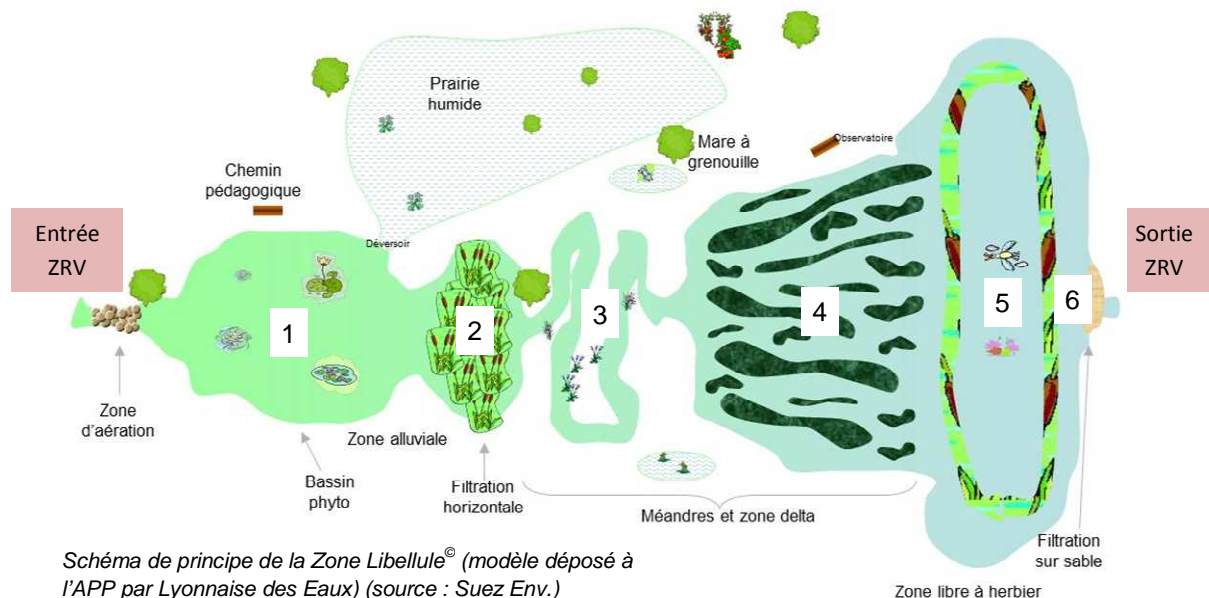 Prairie
humide
Observatoire
Mare à
grenouille
Chemin
pédagogique
Entrée
ZRV
Déversoir
Sortie
ZRV
1
2
3
4
5
6
Zone
d'aération
Zone alluviale
Bassin
phyto
Filtration
horizontale
Méandres et zone delta
Filtration
sur sable
Zone libre à herbier
Schéma de principe de la Zone Libellule© (modèle déposé à
l'APP par Lyonnaise des Eaux) (source : Suez Env.)